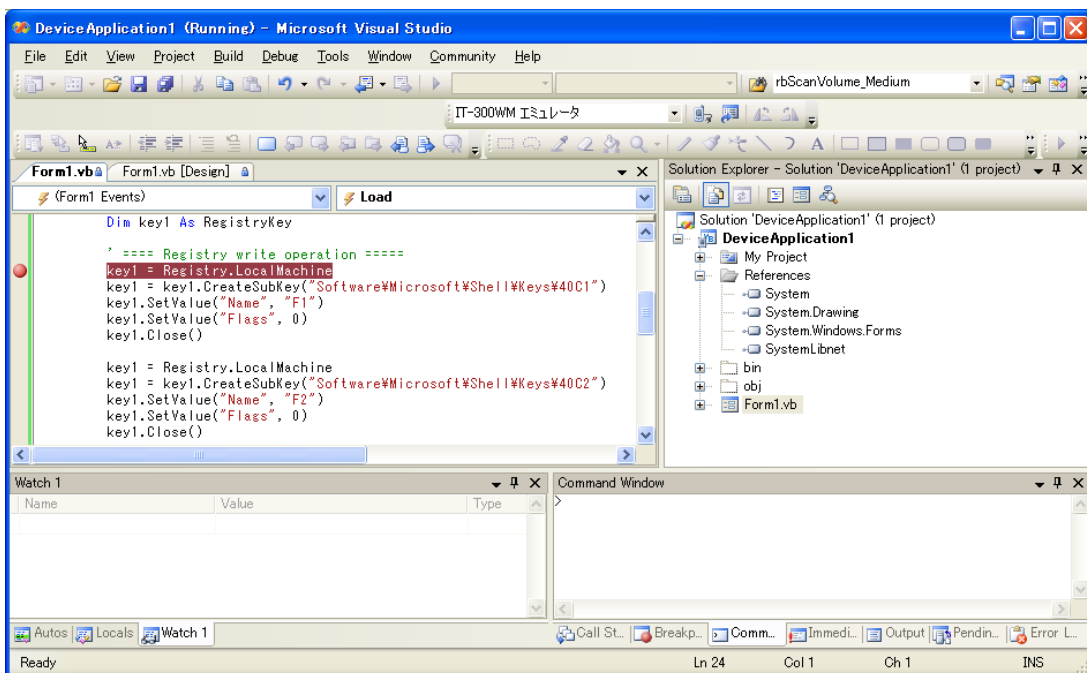 DeviceApplication1 (Running) - Microsoft Visual Studio
File Edit View Project Build Debug Tools Window Community Help
rbScanVolume_Medium
IT-300WM エミュレータ
Form1.vb Form1.vb [Design]
(Form1 Events) Load
Dim key1 As RegistryKey
' ==== Registry write operation =====
key1 = Registry.LocalMachine
key1 = key1.CreateSubKey("Software¥Microsoft¥Shell¥Keys¥40C1")
key1.SetValue("Name", "F1")
key1.SetValue("Flags", 0)
key1.Close()
key1 = Registry.LocalMachine
key1 = key1.CreateSubKey("Software¥Microsoft¥Shell¥Keys¥40C2")
key1.SetValue("Name", "F2")
key1.SetValue("Flags", 0)
key1.Close()
Solution Explorer - Solution 'DeviceApplication1' (1 project)
Solution 'DeviceApplication1' (1 project)
DeviceApplication1
My Project
References
System
System.Drawing
System.Windows.Forms
SystemLibnet
bin
obj
Form1.vb
Watch 1
Name Value Type
Autos Locals Watch 1
Command Window
>
Call St... Breakp... Comm... Immedi... Output Pendin... Error L...
Ready Ln 24 Col 1 Ch 1 INS